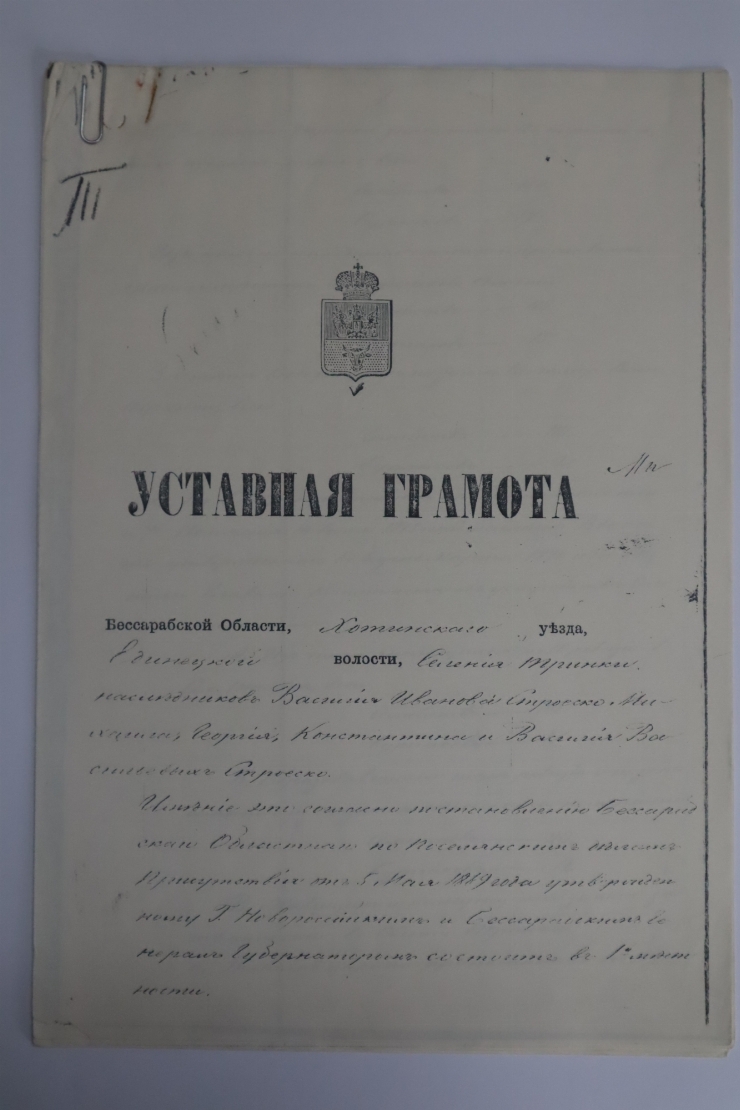 III
УСТАВНАЯ ГРАМОТА
Бессарабской Области, Хотинскаго уѣзда,
Единецкой волости, Селенія Тринки
наслѣдниковъ Василія Иванова Строеско Ми-
хаила, Георгія, Константина и Василія Ва-
сильевыхъ Строеско.
Имѣніе это согласно постановленію Бессараб
скаго Областнаго по Поселянскимъ дѣламъ
Присутствія отъ 5 Мая 1869 года утвержден
ному Г. Новороссійскимъ и Бессарабскимъ Ге
нералъ Губернаторомъ состоитъ въ 1й мѣст
ности.